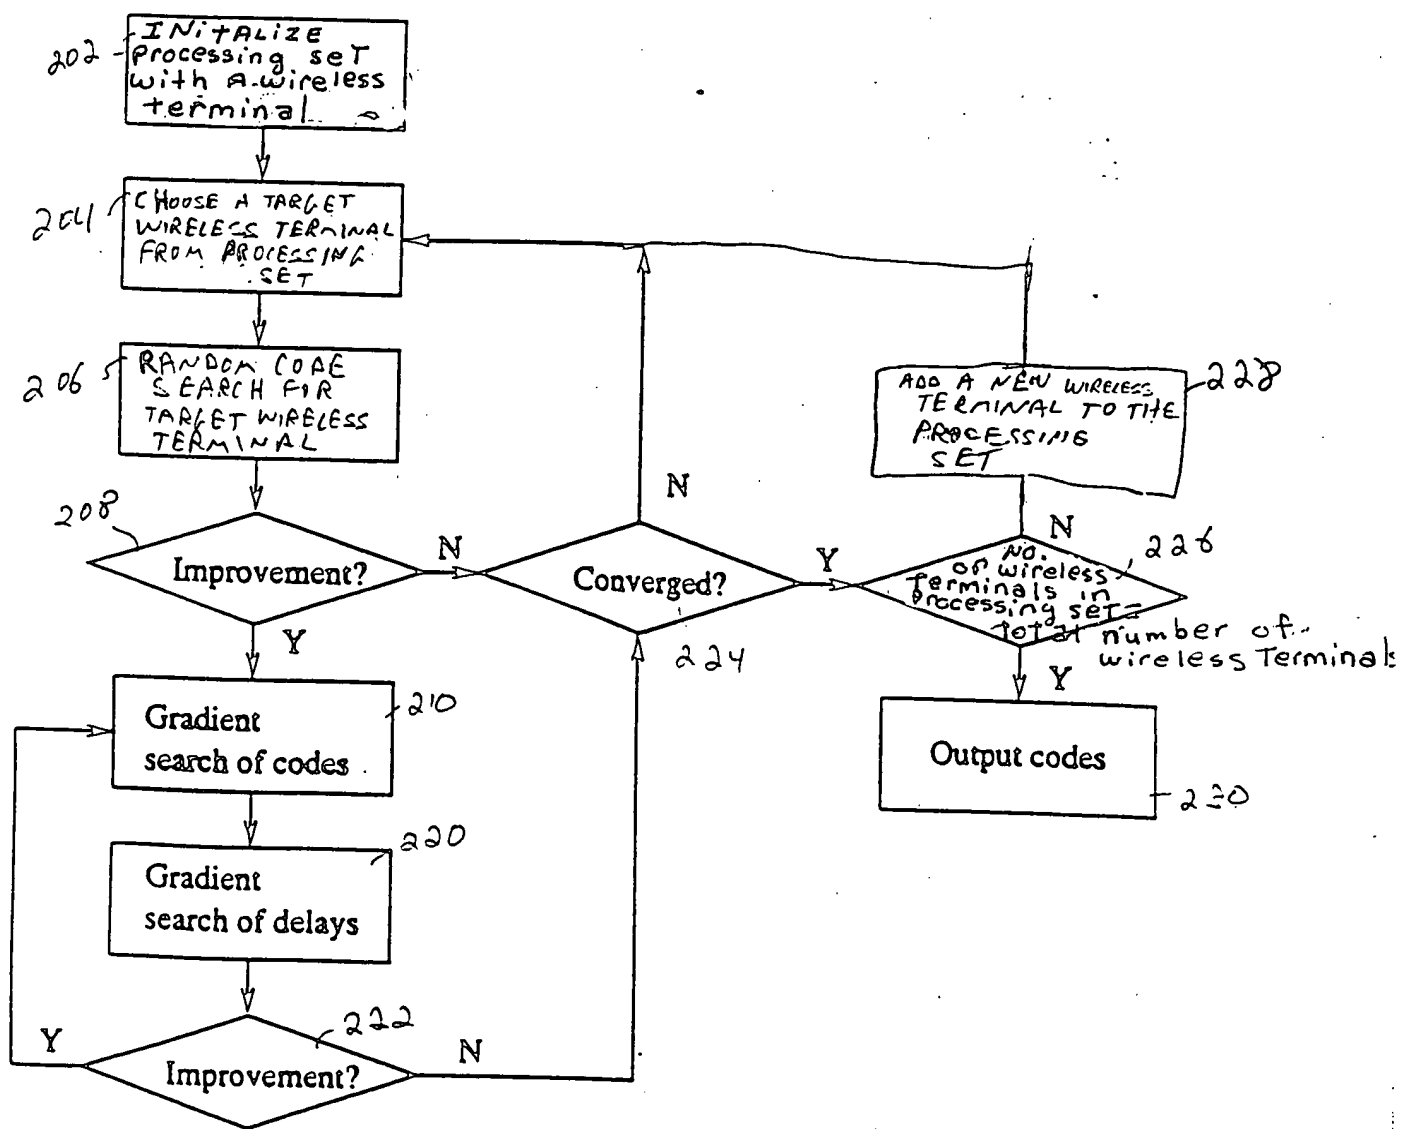 202
INitALIZE
Processing seT
with A wireless
terminal
204
CHOOSE A TARGET
WIRELESS TERMINAL
FROM PROCESSING
SET
206
RANDOM CODE
SEARCH FOR
TARGET WIRELESS
TERMINAL
208
Improvement?
N
Y
Converged?
N
Y
224
ADD A NEW WIRELESS
TERMINAL TO THE
PROCESSING
SET
228
N
226
NO.
of wireless
Terminals in
Processing set =
Total number of
wireless Terminals
Y
Output codes
230
Gradient
search of codes
210
Gradient
search of delays
220
Improvement?
222
Y
N